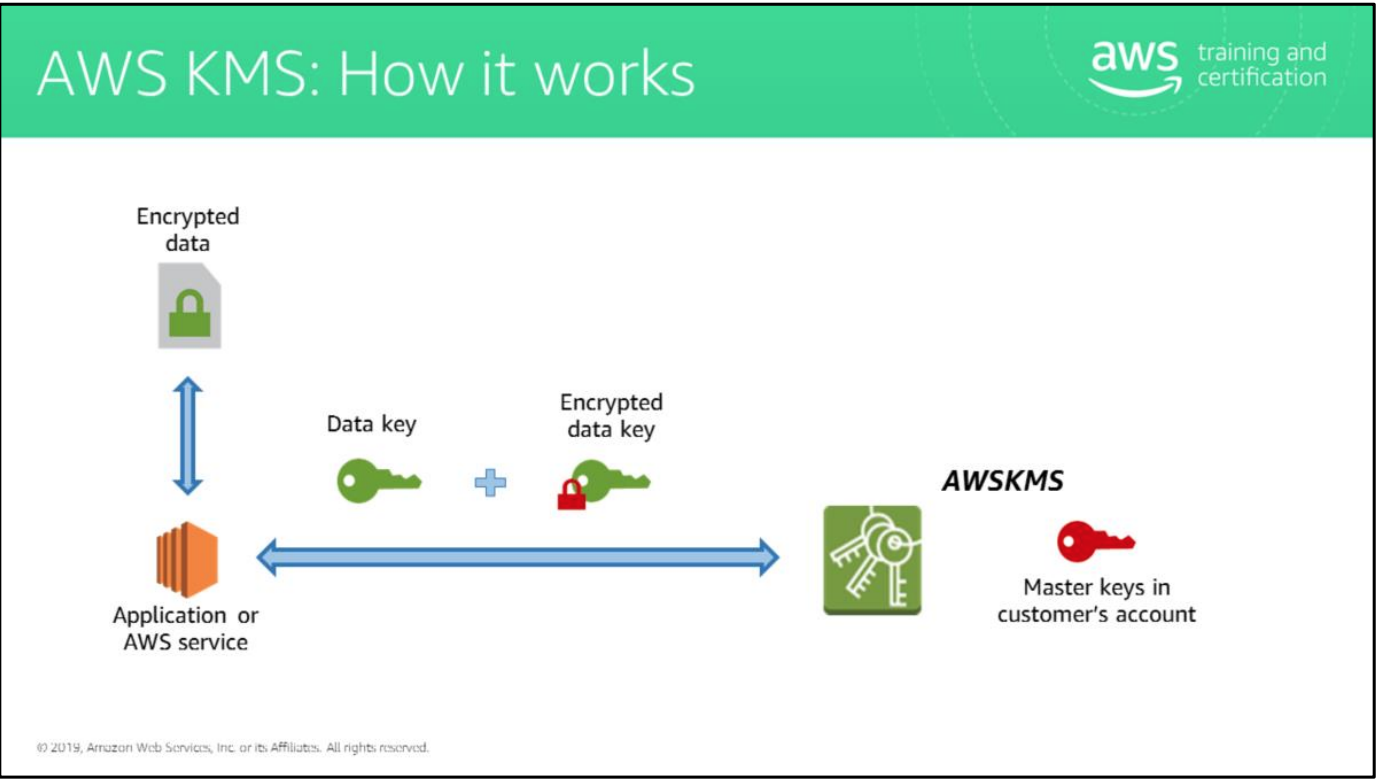 AWS KMS: How it works
aws training and
certification
Encrypted
data
Data key
Encrypted
data key
AWSKMS
Application or
AWS service
Master keys in
customer's account
© 2019, Amazon Web Services, Inc. or its Affiliates. All rights reserved.